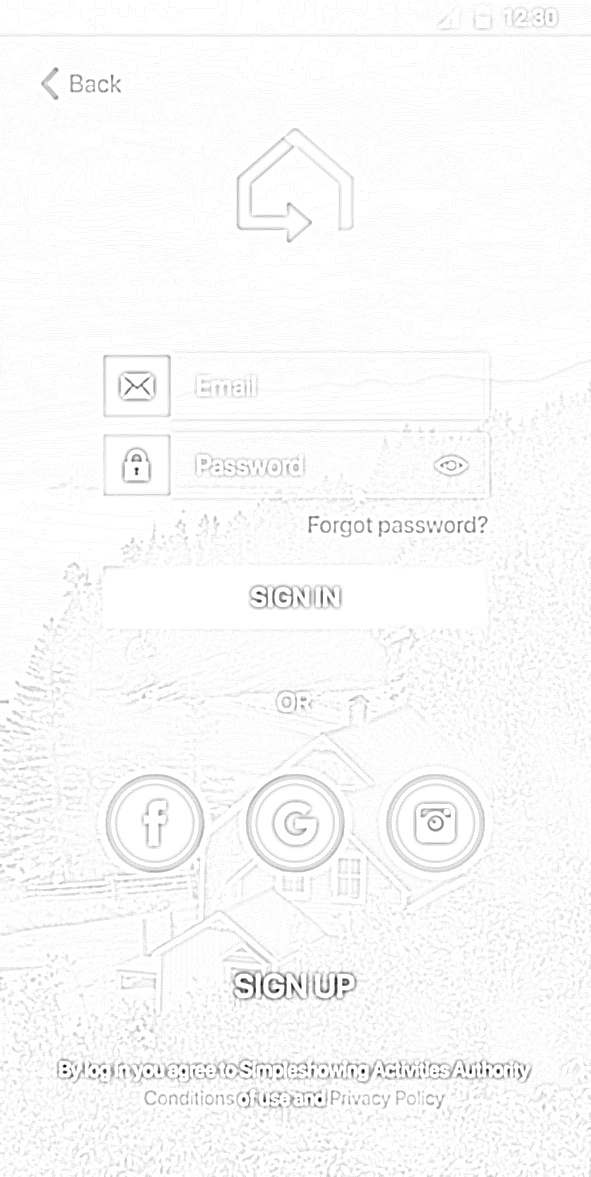 12:30
Back
Email
Password
Forgot password?
SIGN IN
OR
f G
SIGN UP
By log in you agree to Simpleshowing Activities Authority
Conditions of use and Privacy Policy